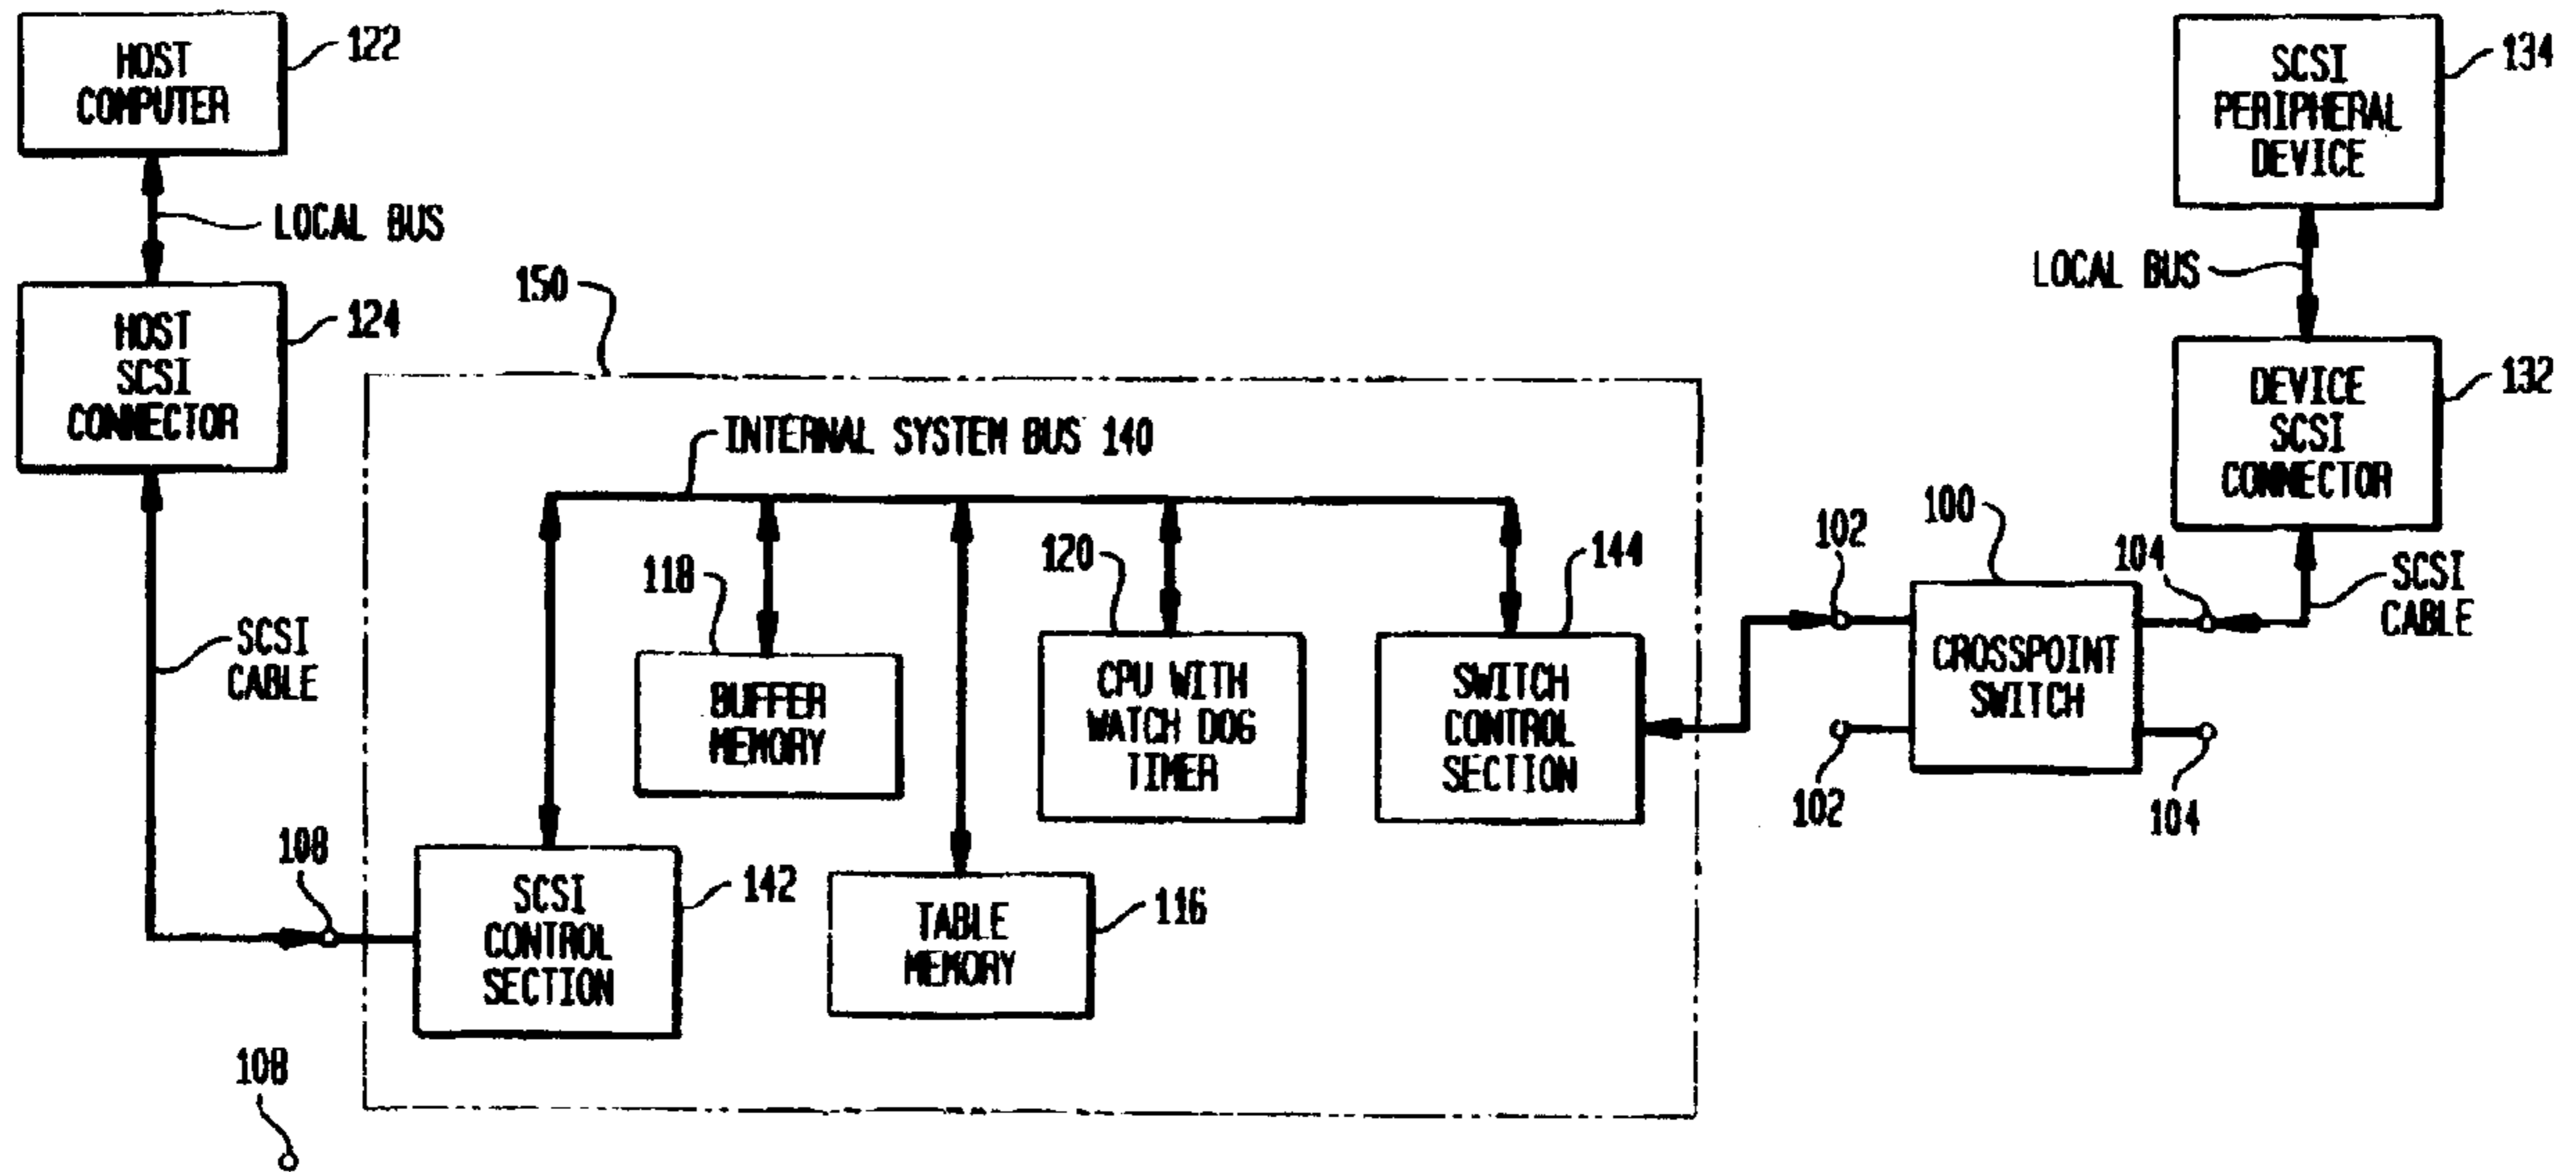 HOST
COMPUTER
122
LOCAL BUS
HOST
SCSI
CONNECTOR
124
SCSI
CABLE
108
108
150
INTERNAL SYSTEM BUS 140
118
BUFFER
MEMORY
120
CPU WITH
WATCH DOG
TIMER
144
SWITCH
CONTROL
SECTION
SCSI
CONTROL
SECTION
142
TABLE
MEMORY
116
SCSI
PERIPHERAL
DEVICE
134
LOCAL BUS
DEVICE
SCSI
CONNECTOR
132
100
102
104
SCSI
CABLE
CROSSPOINT
SWITCH
102
104